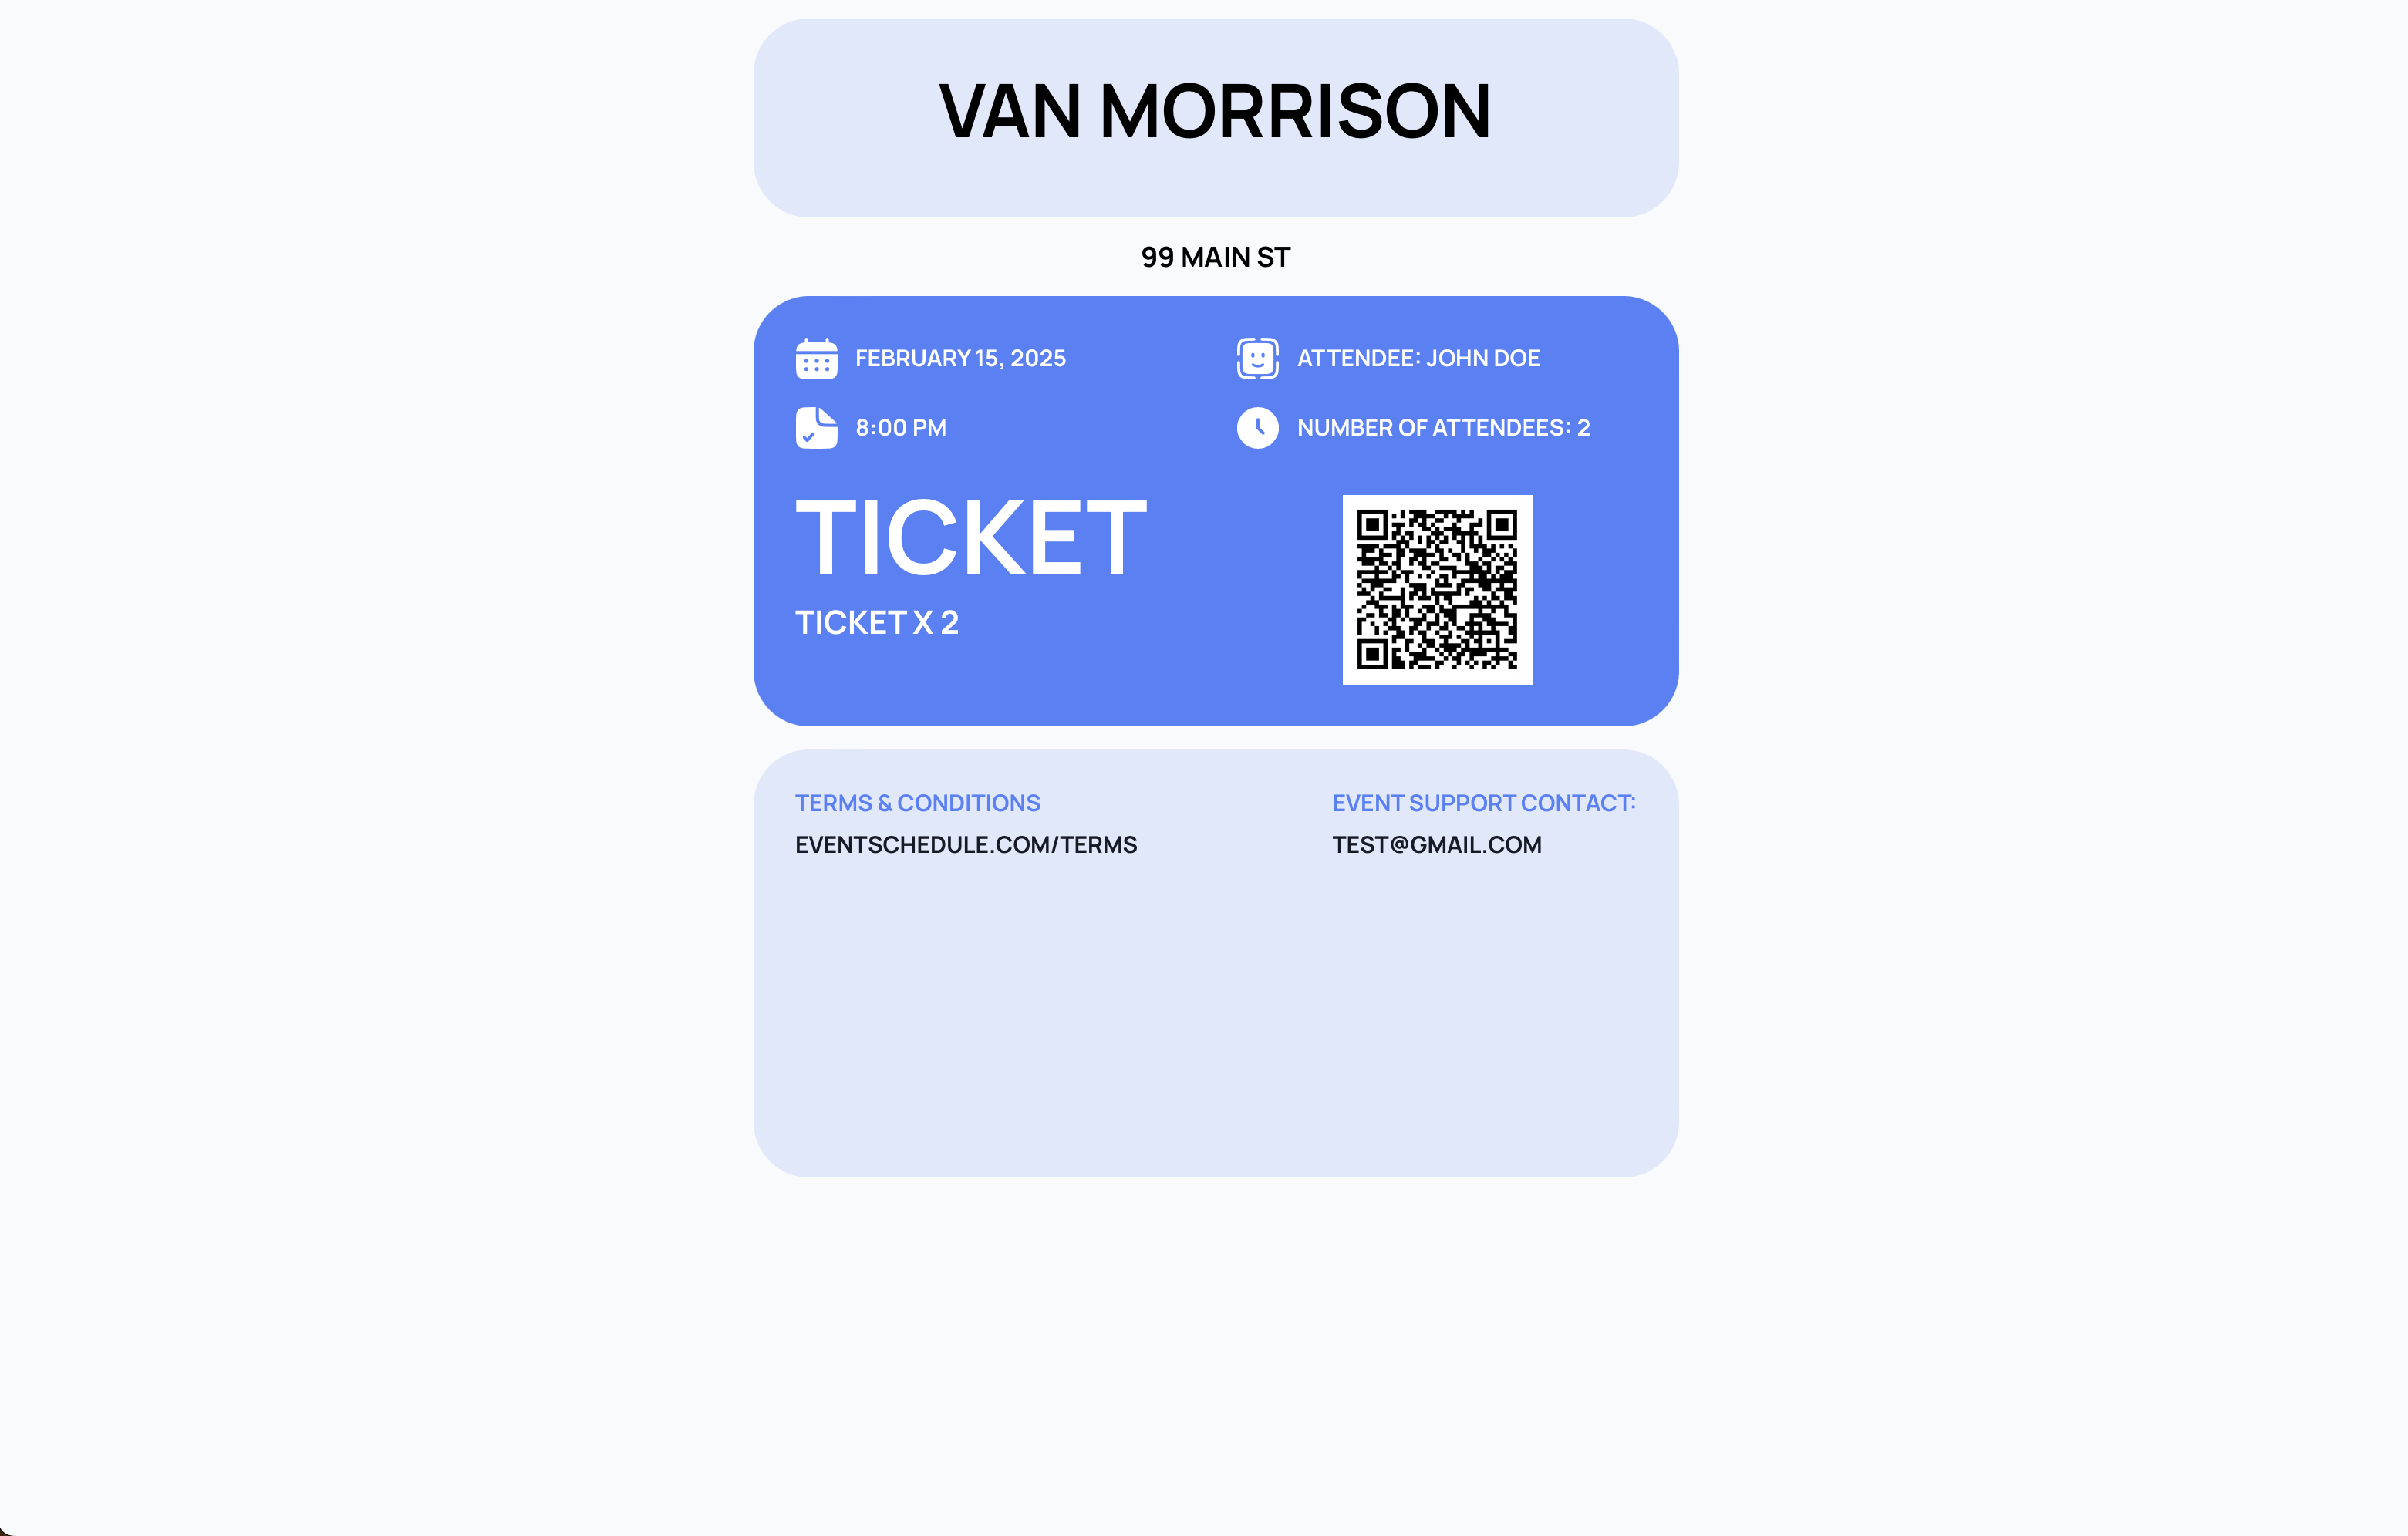 VAN MORRISON
99 MAIN ST
FEBRUARY 15, 2025
ATTENDEE: JOHN DOE
8:00 PM
NUMBER OF ATTENDEES: 2
TICKET
TICKET X 2
TERMS & CONDITIONS
EVENTSCHEDULE.COM/TERMS
EVENT SUPPORT CONTACT:
TEST@GMAIL.COM